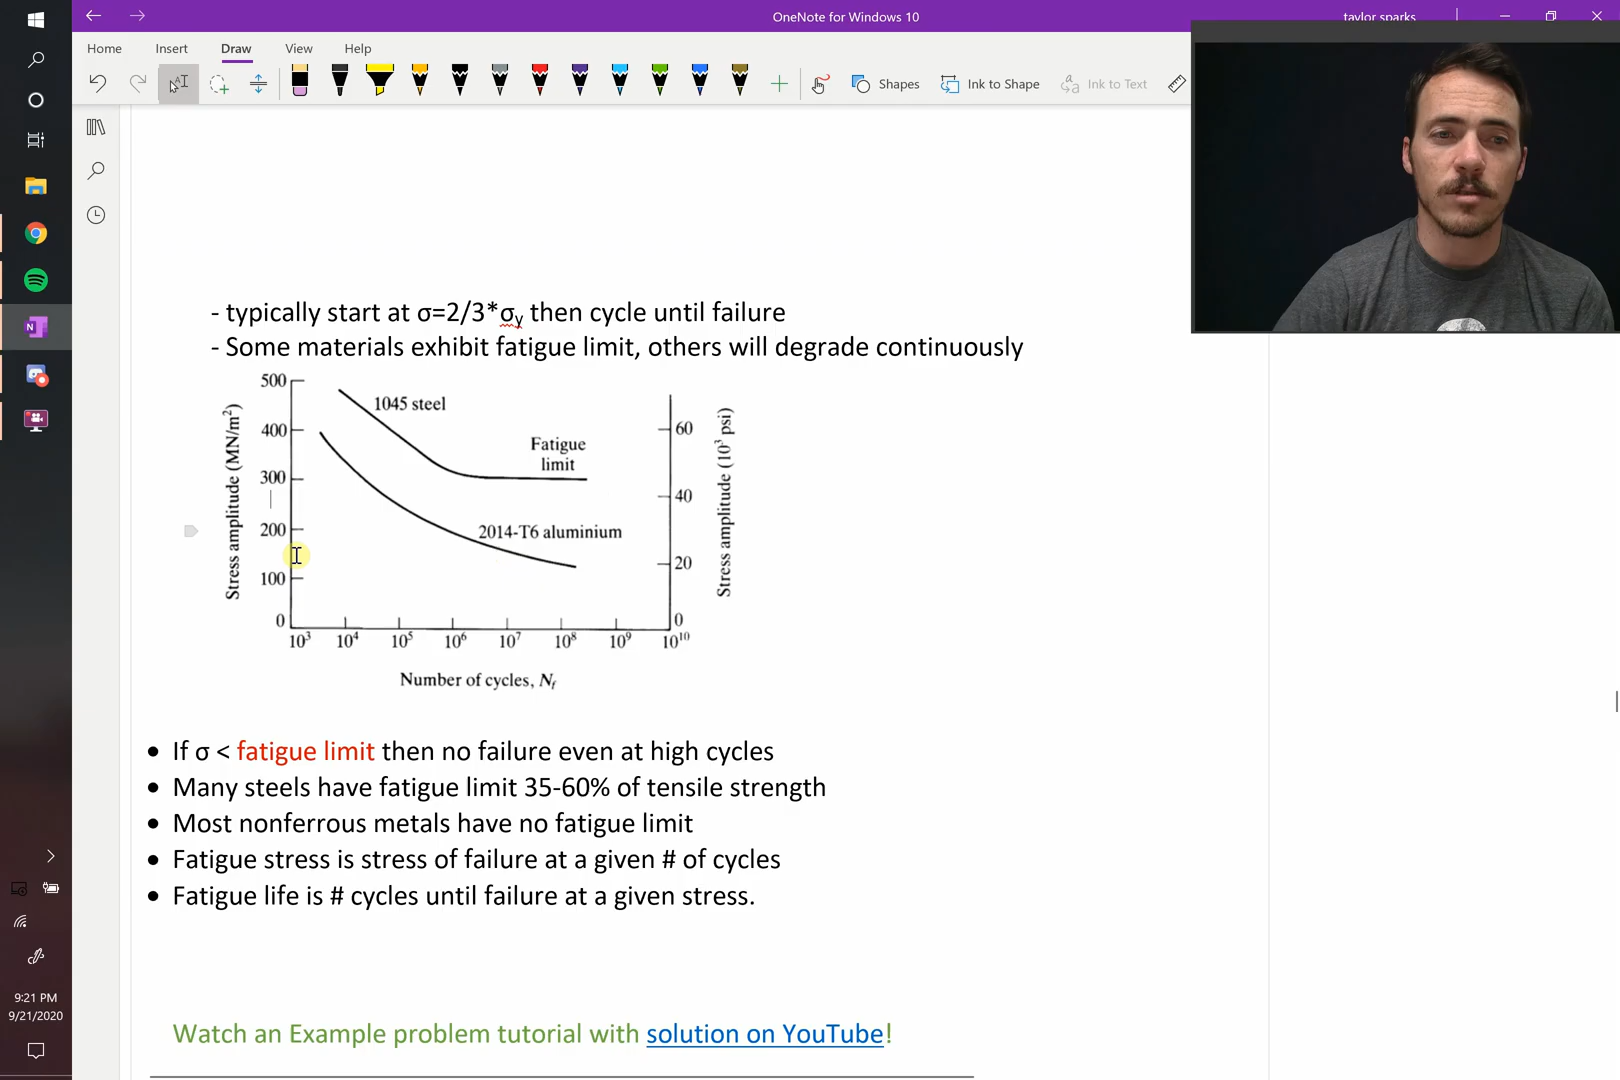 OneNote for Windows 10
taylor sparks
Home Insert Draw View Help
Shapes
Ink to Shape
Ink to Text
- typically start at σ=2/3*σy then cycle until failure
- Some materials exhibit fatigue limit, others will degrade continuously
Stress amplitude (MN/m²)
500
400
300
200
100
0
1045 steel
Fatigue
limit
2014-T6 aluminium
60
40
20
0
Stress amplitude (10³ psi)
10³ 10⁴ 10⁵ 10⁶ 10⁷ 10⁸ 10⁹ 10¹⁰
Number of cycles, Nf
• If σ < fatigue limit then no failure even at high cycles
• Many steels have fatigue limit 35-60% of tensile strength
• Most nonferrous metals have no fatigue limit
• Fatigue stress is stress of failure at a given # of cycles
• Fatigue life is # cycles until failure at a given stress.
Watch an Example problem tutorial with solution on YouTube!
9:21 PM
9/21/2020